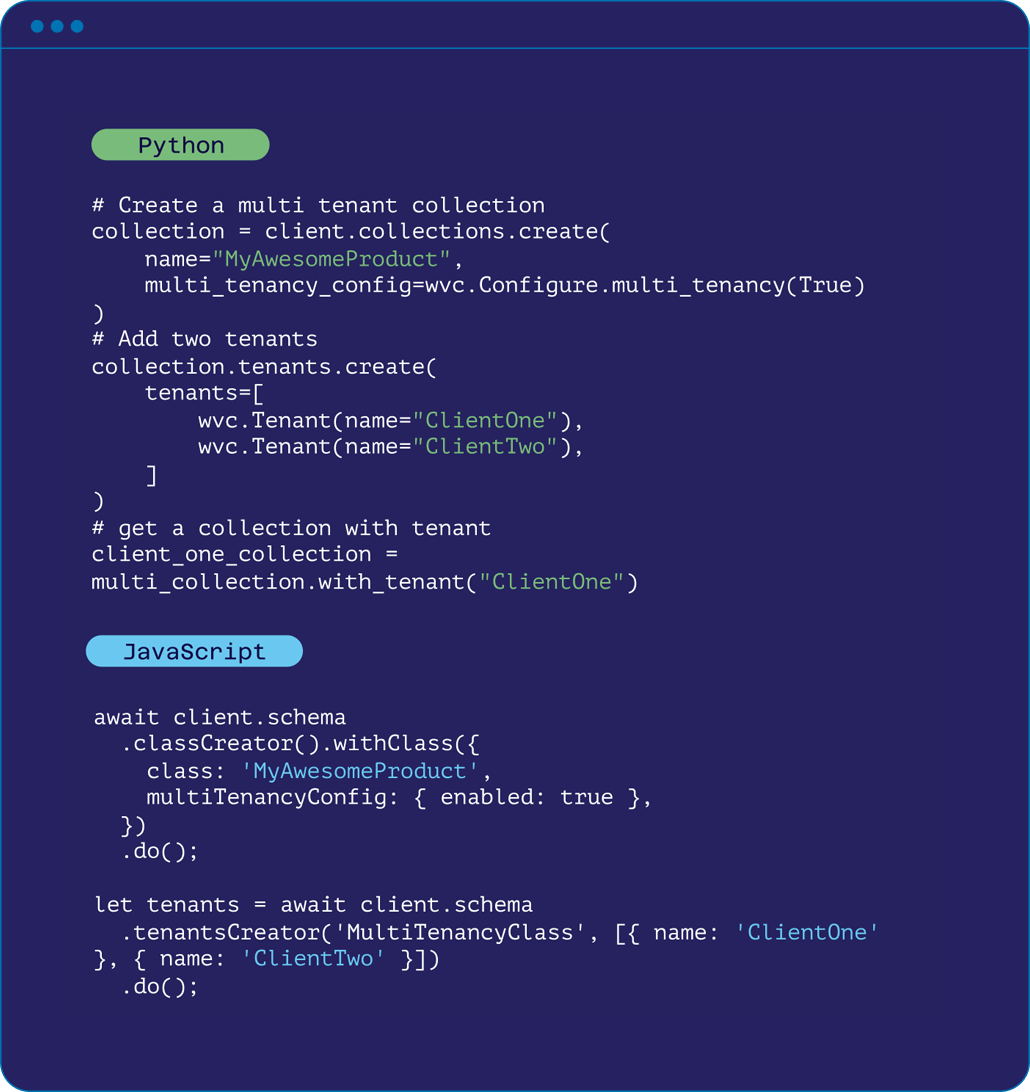 Python
# Create a multi tenant collection
collection = client.collections.create(
    name="MyAwesomeProduct",
    multi_tenancy_config=wvc.Configure.multi_tenancy(True)
)
# Add two tenants
collection.tenants.create(
    tenants=[
        wvc.Tenant(name="ClientOne"),
        wvc.Tenant(name="ClientTwo"),
    ]
)
# get a collection with tenant
client_one_collection =
multi_collection.with_tenant("ClientOne")
JavaScript
await client.schema
  .classCreator().withClass({
    class: 'MyAwesomeProduct',
    multiTenancyConfig: { enabled: true },
  })
  .do();
let tenants = await client.schema
  .tenantsCreator('MultiTenancyClass', [{ name: 'ClientOne'
}, { name: 'ClientTwo' }])
  .do();